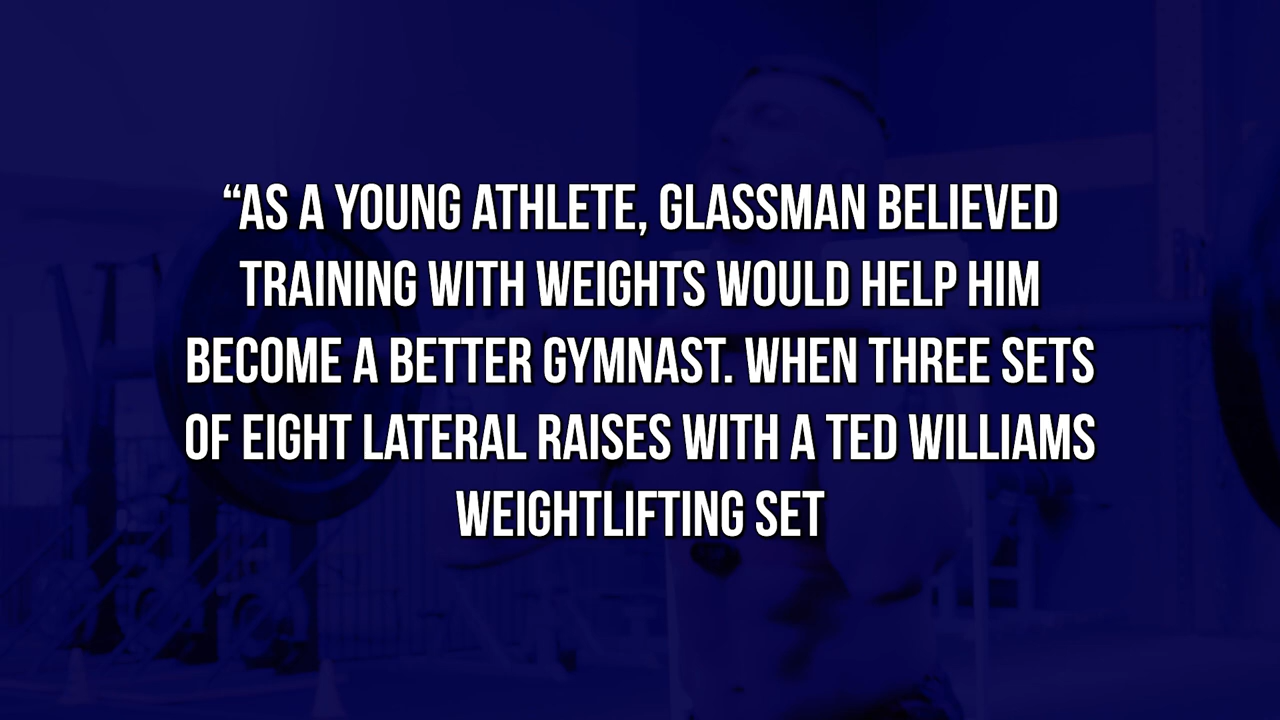 “AS A YOUNG ATHLETE, GLASSMAN BELIEVED
TRAINING WITH WEIGHTS WOULD HELP HIM
BECOME A BETTER GYMNAST. WHEN THREE SETS
OF EIGHT LATERAL RAISES WITH A TED WILLIAMS
WEIGHTLIFTING SET